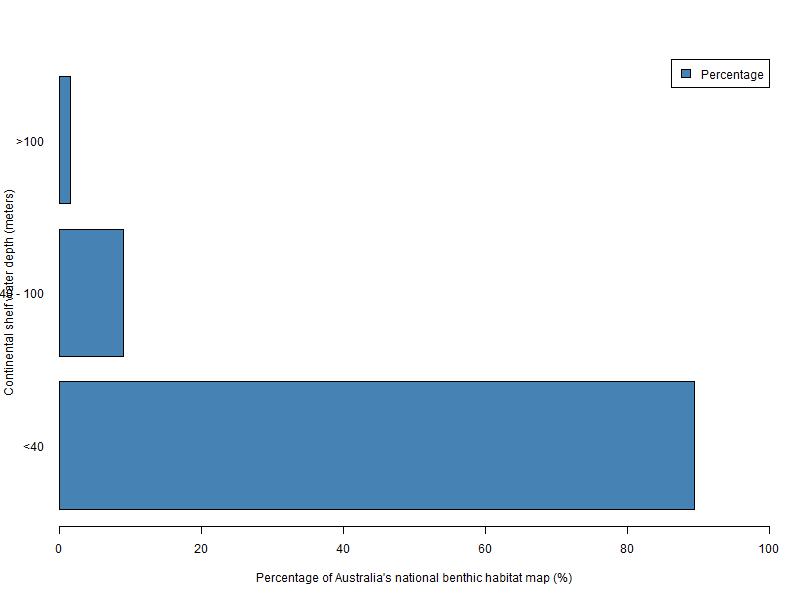 Percentage
>100
40 - 100
<40
Continental shelf water depth (meters)
0 20 40 60 80 100
Percentage of Australia's national benthic habitat map (%)